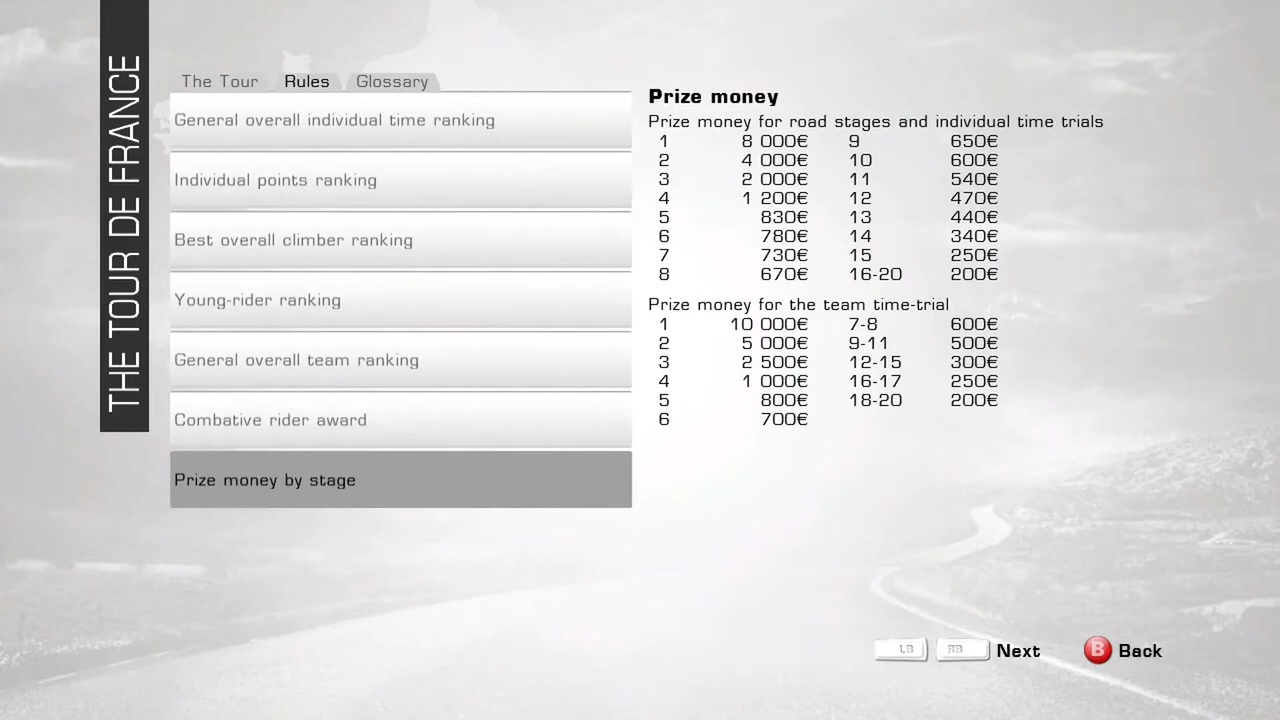 THE TOUR DE FRANCE
The Tour Rules Glossary
General overall individual time ranking
Individual points ranking
Best overall climber ranking
Young-rider ranking
General overall team ranking
Combative rider award
Prize money by stage
Prize money
Prize money for road stages and individual time trials
1 8 000€ 9 650€
2 4 000€ 10 600€
3 2 000€ 11 540€
4 1 200€ 12 470€
5 830€ 13 440€
6 780€ 14 340€
7 730€ 15 250€
8 670€ 16-20 200€
Prize money for the team time-trial
1 10 000€ 7-8 600€
2 5 000€ 9-11 500€
3 2 500€ 12-15 300€
4 1 000€ 16-17 250€
5 800€ 18-20 200€
6 700€
LB RB Next B Back